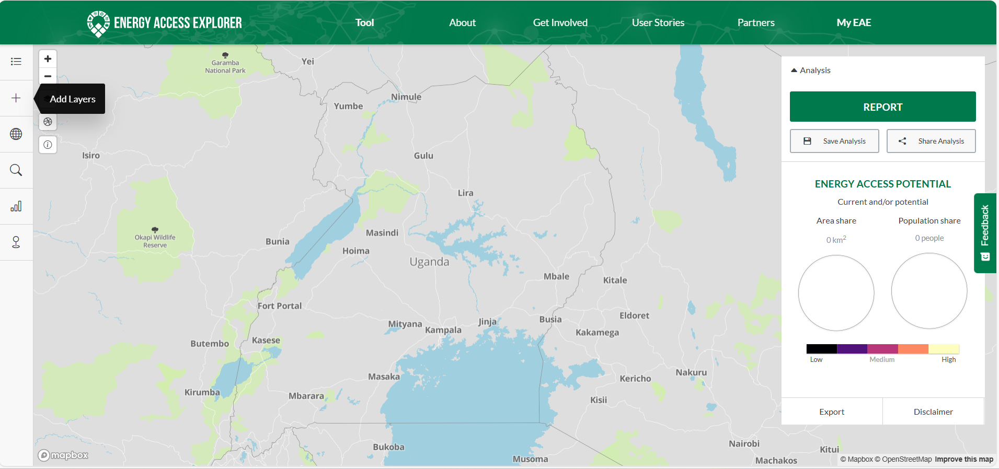 ENERGY ACCESS EXPLORER
Tool
About
Get Involved
User Stories
Partners
My EAE
Add Layers
Garamba
National Park
Yei
Nimule
Yumbe
Isiro
Gulu
Lira
Okapi Wildlife
Reserve
Bunia
Masindi
Hoima
Uganda
Mbale
Kitale
Fort Portal
Mityana
Kampala
Jinja
Busia
Eldoret
Kakamega
Butembo
Kasese
Masaka
Kericho
Nakuru
Kirumba
Mbarara
Kisii
Bukoba
Musoma
Nairobi
Kitui
Machakos
mapbox
Analysis
REPORT
Save Analysis
Share Analysis
ENERGY ACCESS POTENTIAL
Current and/or potential
Area share
Population share
0 km²
0 people
Low
Medium
High
Export
Disclaimer
Feedback
© Mapbox © OpenStreetMap Improve this map